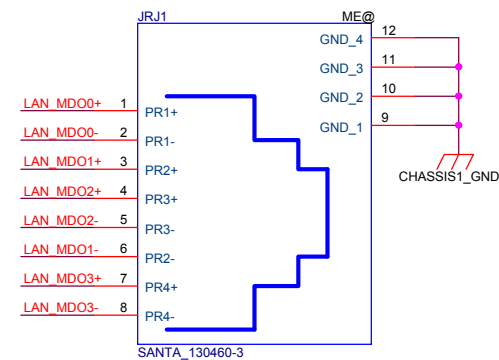 JRJ1 ME@
GND_4 12
GND_3 11
GND_2 10
GND_1 9
CHASSIS1_GND
LAN_MDO0+ 1 PR1+
LAN_MDO0- 2 PR1-
LAN_MDO1+ 3 PR2+
LAN_MDO2+ 4 PR3+
LAN_MDO2- 5 PR3-
LAN_MDO1- 6 PR2-
LAN_MDO3+ 7 PR4+
LAN_MDO3- 8 PR4-
SANTA_130460-3